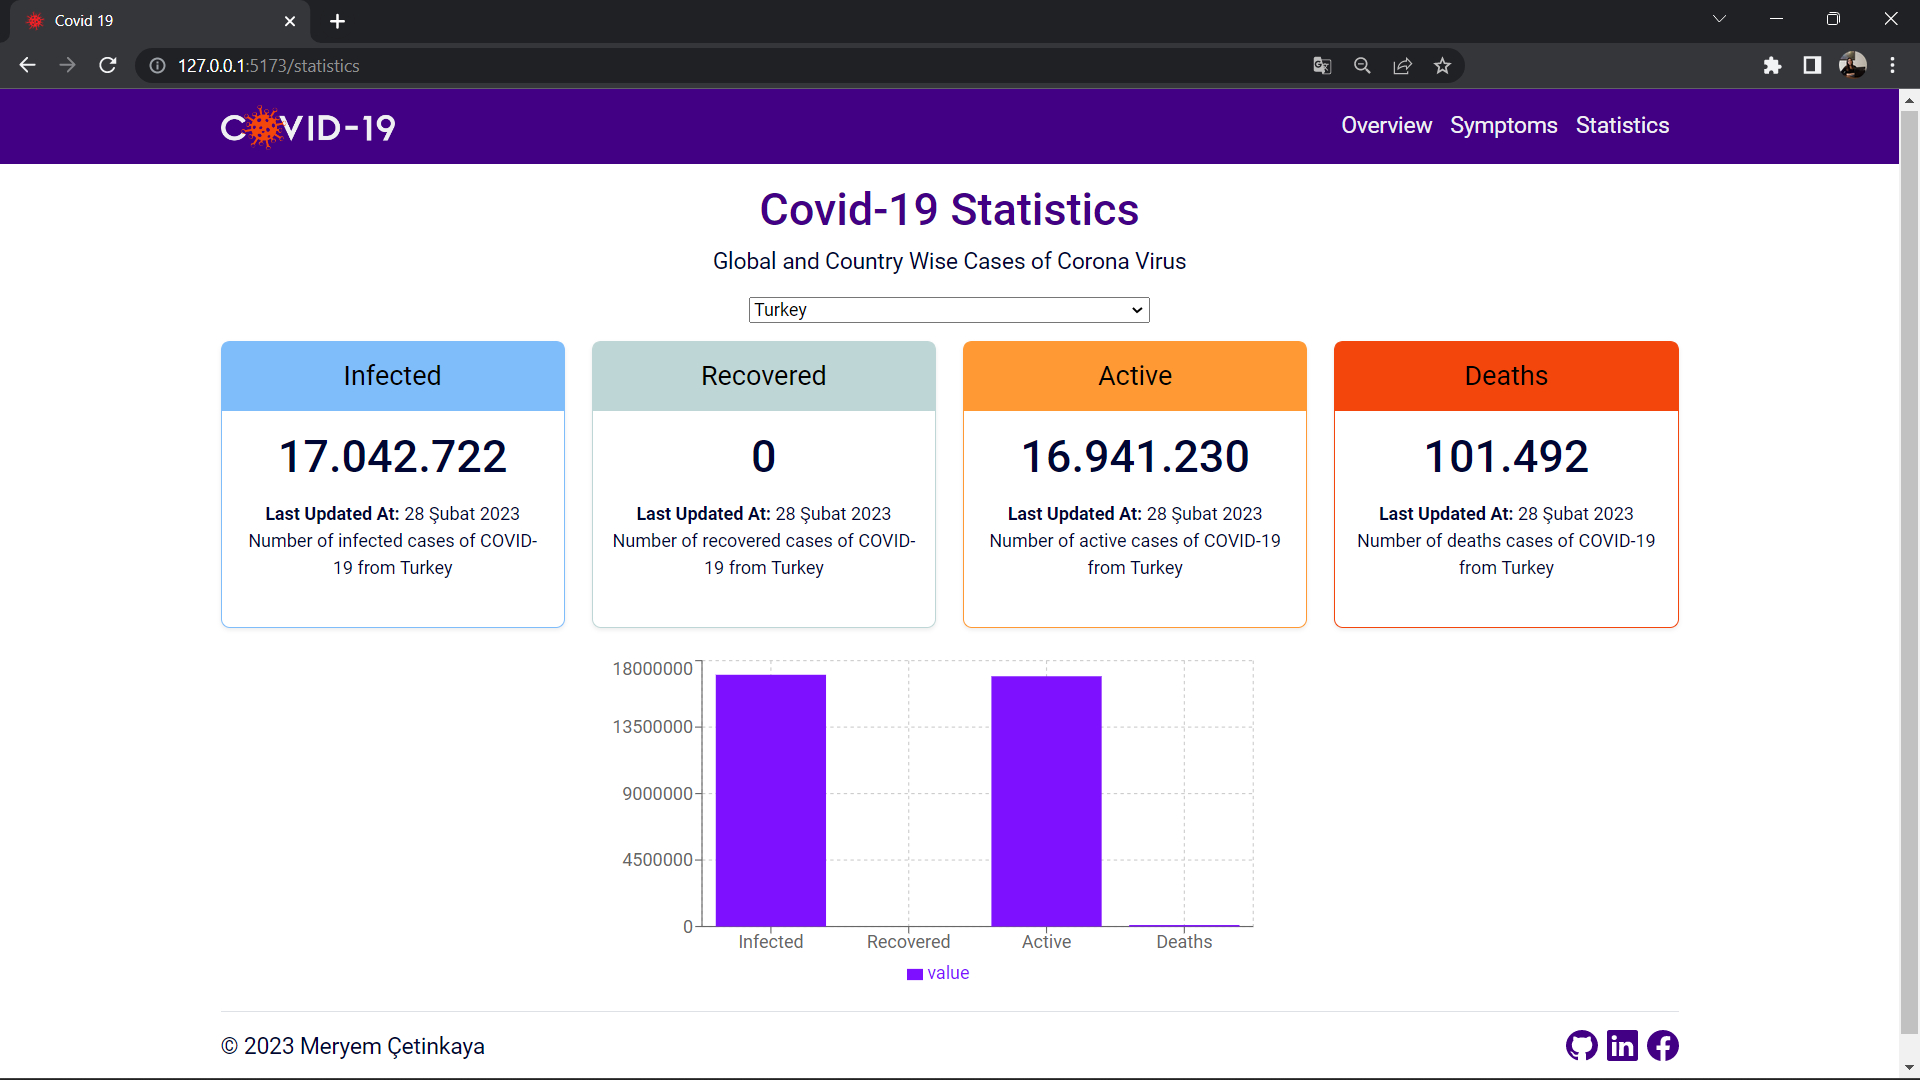 Covid 19
127.0.0.1:5173/statistics
COVID-19
Overview Symptoms Statistics
Covid-19 Statistics
Global and Country Wise Cases of Corona Virus
Turkey
Infected
17.042.722
Last Updated At: 28 Şubat 2023
Number of infected cases of COVID-
19 from Turkey
Recovered
0
Last Updated At: 28 Şubat 2023
Number of recovered cases of COVID-
19 from Turkey
Active
16.941.230
Last Updated At: 28 Şubat 2023
Number of active cases of COVID-19
from Turkey
Deaths
101.492
Last Updated At: 28 Şubat 2023
Number of deaths cases of COVID-19
from Turkey
18000000
13500000
9000000
4500000
0
Infected Recovered Active Deaths
value
© 2023 Meryem Çetinkaya